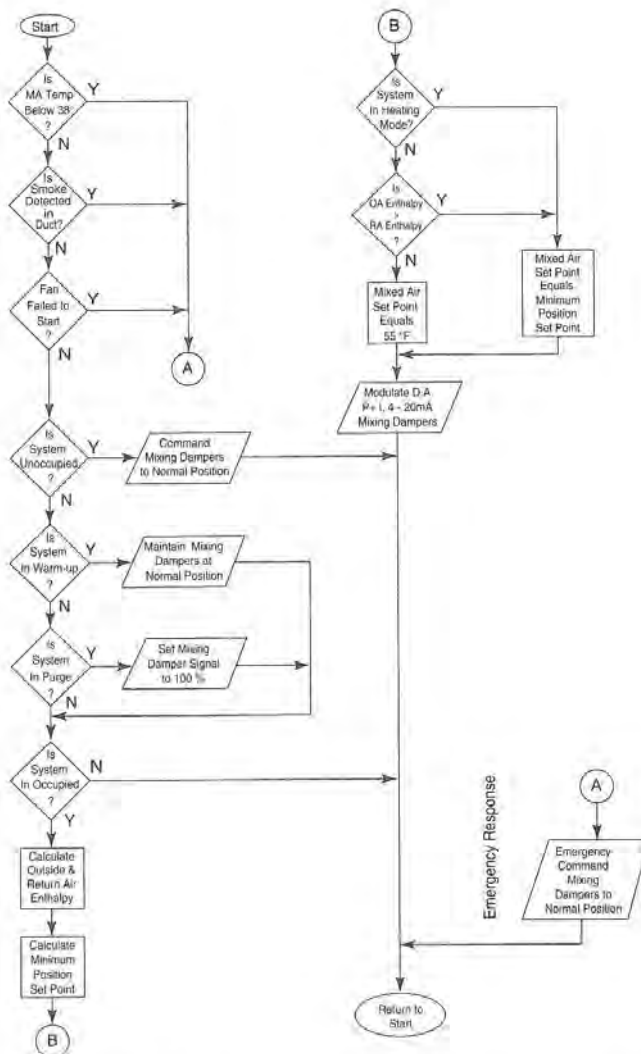 Start
Is
MA Temp
Below 38°
?
Y
N
Is
Smoke
Detected
in
Duct?
Y
N
Fan
Failed to
Start
?
Y
N
A
Is
System
Unoccupied
?
Y
N
Command
Mixing Dampers
to Normal Position
Is
System
In Warm-up
?
Y
N
Maintain Mixing
Dampers at
Normal Position
Is
System
In Purge
?
Y
N
Set Mixing
Damper Signal
to 100 %
Is
System
In Occupied
?
N
Y
Calculate
Outside &
Return Air
Enthalpy
Calculate
Minimum
Position
Set Point
B
B
Is
System
In Heating
Mode?
Y
N
Is
OA Enthalpy
>
RA Enthalpy
?
Y
N
Mixed Air
Set Point
Equals
55 °F
Mixed Air
Set Point
Equals
Minimum
Position
Set Point
Modulate D.A.
P+ I, 4 - 20mA
Mixing Dampers
Emergency Response
A
Emergency-
Command
Mixing
Dampers to
Normal Position
Return to
Start